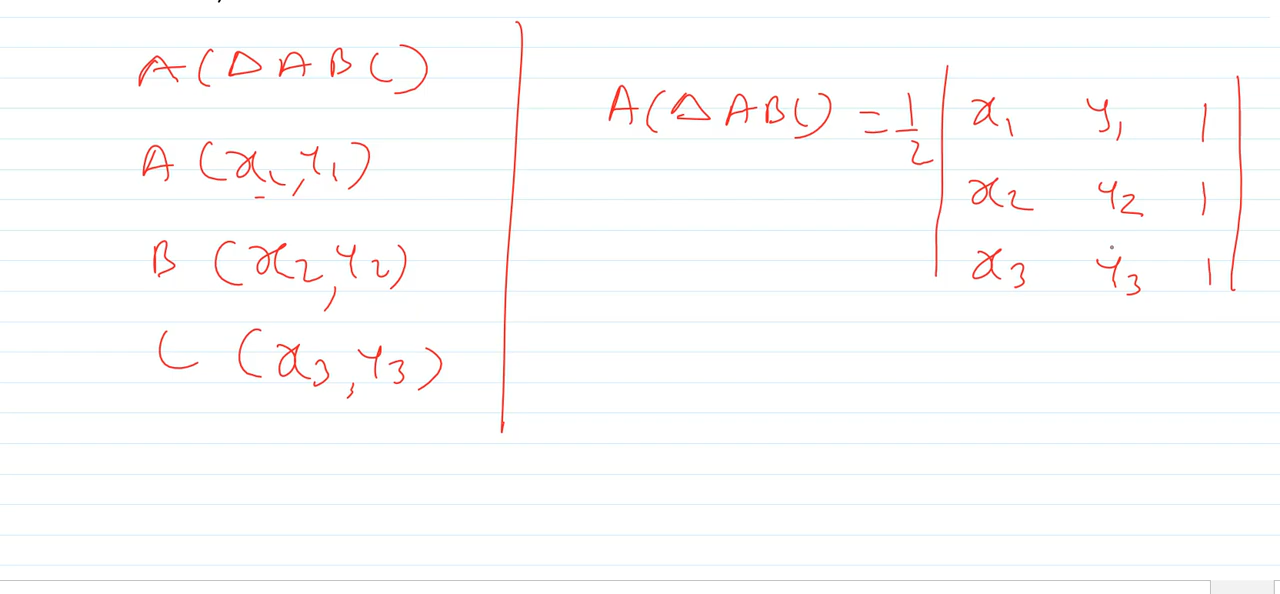 A(△ABC)
A(x₁,y₁)
B(x₂,y₂)
C(x₃,y₃)
A(△ABC) = 1/2 | x₁ y₁ 1 |
| x₂ y₂ 1 |
| x₃ y₃ 1 |